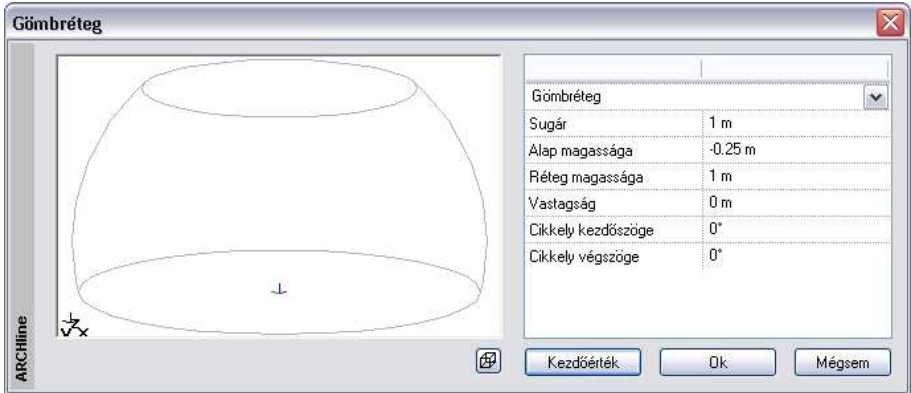 Gömbréteg
Gömbréteg
Sugár 1 m
Alap magassága -0.25 m
Réteg magassága 1 m
Vastagság 0 m
Cikkely kezdőszöge 0°
Cikkely végszöge 0°
ZYX
ARCHline
Kezdőérték Ok Mégsem